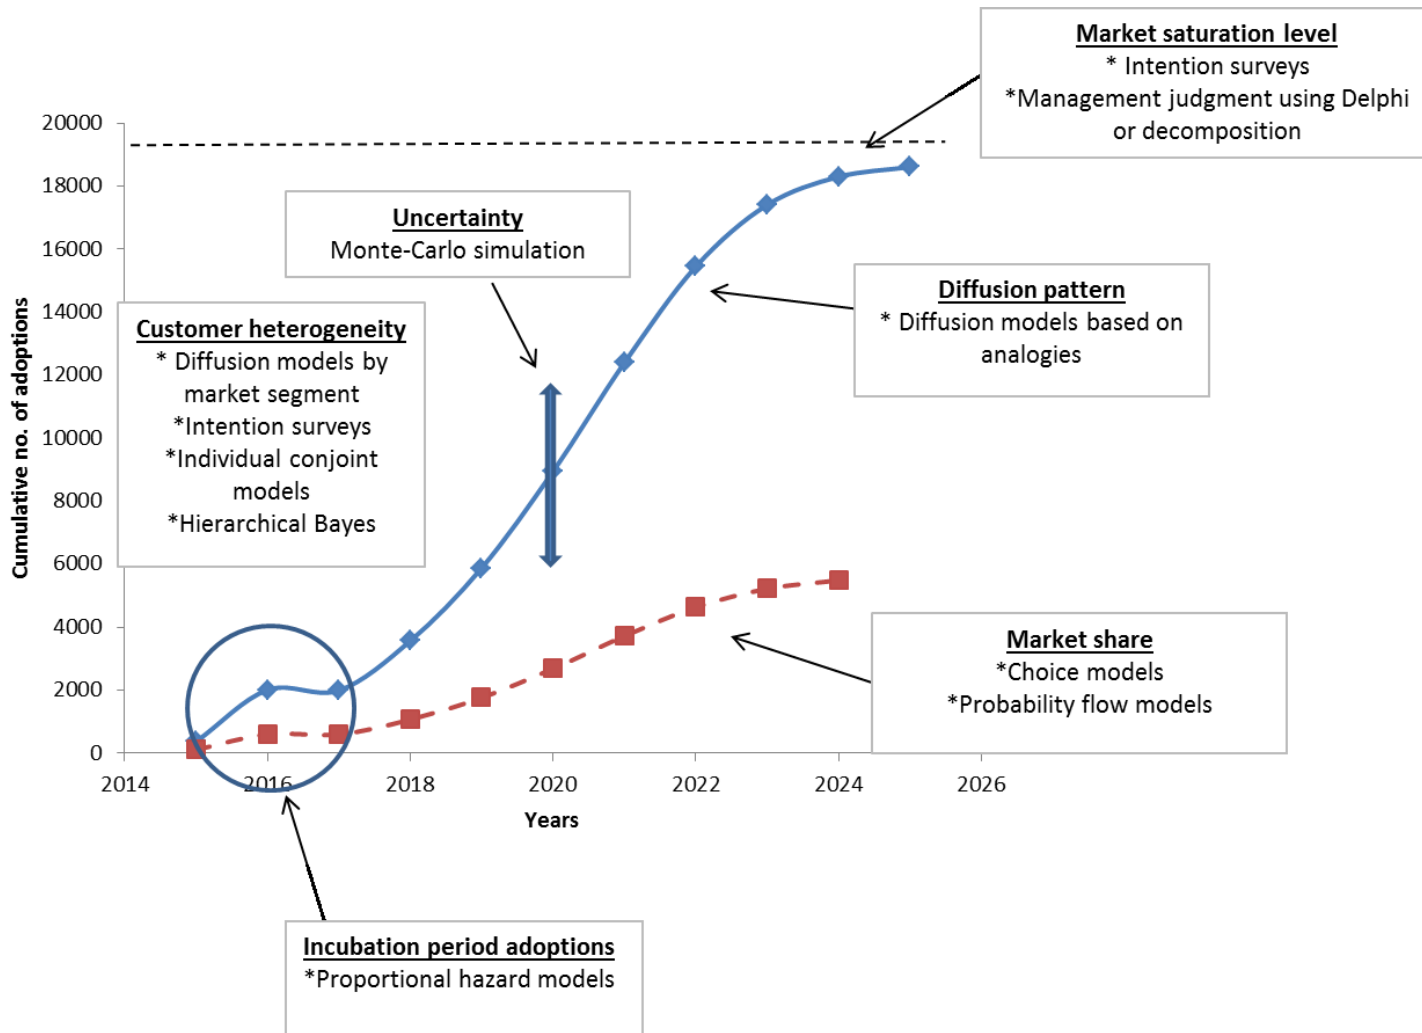 Market saturation level
* Intention surveys
*Management judgment using Delphi
or decomposition
Uncertainty
Monte-Carlo simulation
Diffusion pattern
* Diffusion models based on
analogies
Customer heterogeneity
* Diffusion models by
market segment
*Intention surveys
*Individual conjoint
models
*Hierarchical Bayes
Market share
*Choice models
*Probability flow models
Incubation period adoptions
*Proportional hazard models
Cumulative no. of adoptions
20000
18000
16000
14000
12000
10000
8000
6000
4000
2000
0
2014
2016
2018
2020
2022
2024
2026
Years